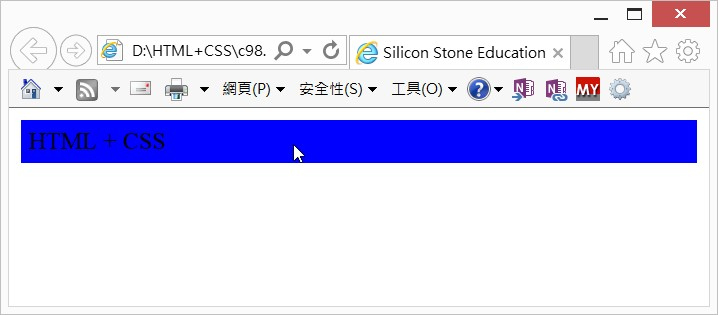 D:\HTML+CSS\c98.
Silicon Stone Education
網頁(P) 安全性(S) 工具(O)
MY
HTML + CSS